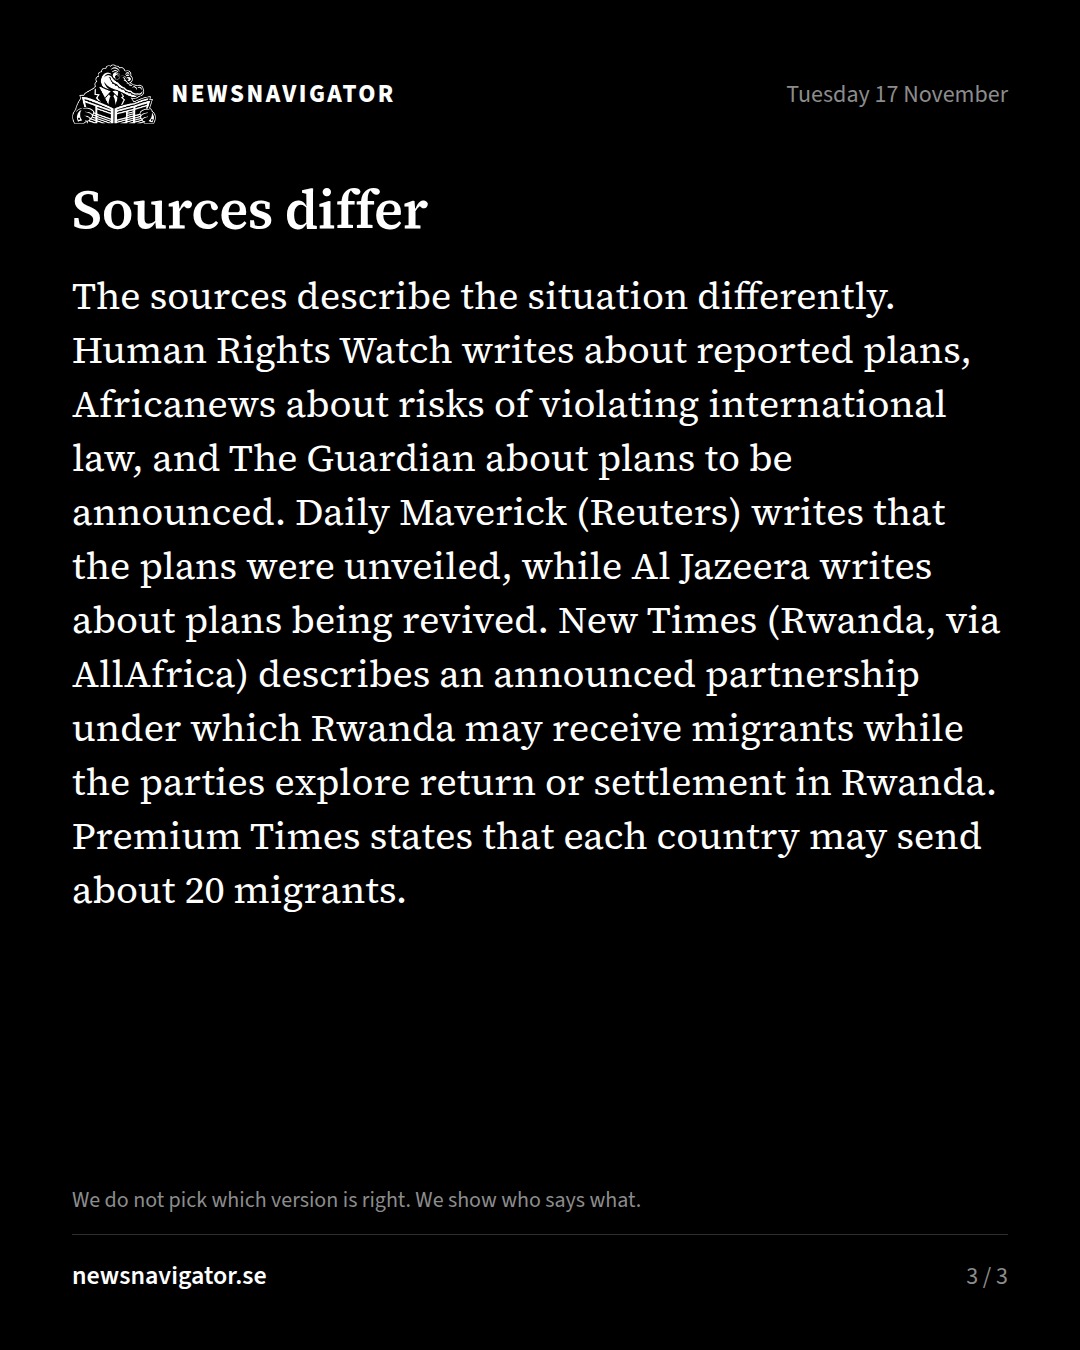 NEWSNAVIGATOR
Tuesday 17 November
Sources differ
The sources describe the situation differently.
Human Rights Watch writes about reported plans,
Africanews about risks of violating international
law, and The Guardian about plans to be
announced. Daily Maverick (Reuters) writes that
the plans were unveiled, while Al Jazeera writes
about plans being revived. New Times (Rwanda, via
AllAfrica) describes an announced partnership
under which Rwanda may receive migrants while
the parties explore return or settlement in Rwanda.
Premium Times states that each country may send
about 20 migrants.
We do not pick which version is right. We show who says what.
newsnavigator.se
3 / 3